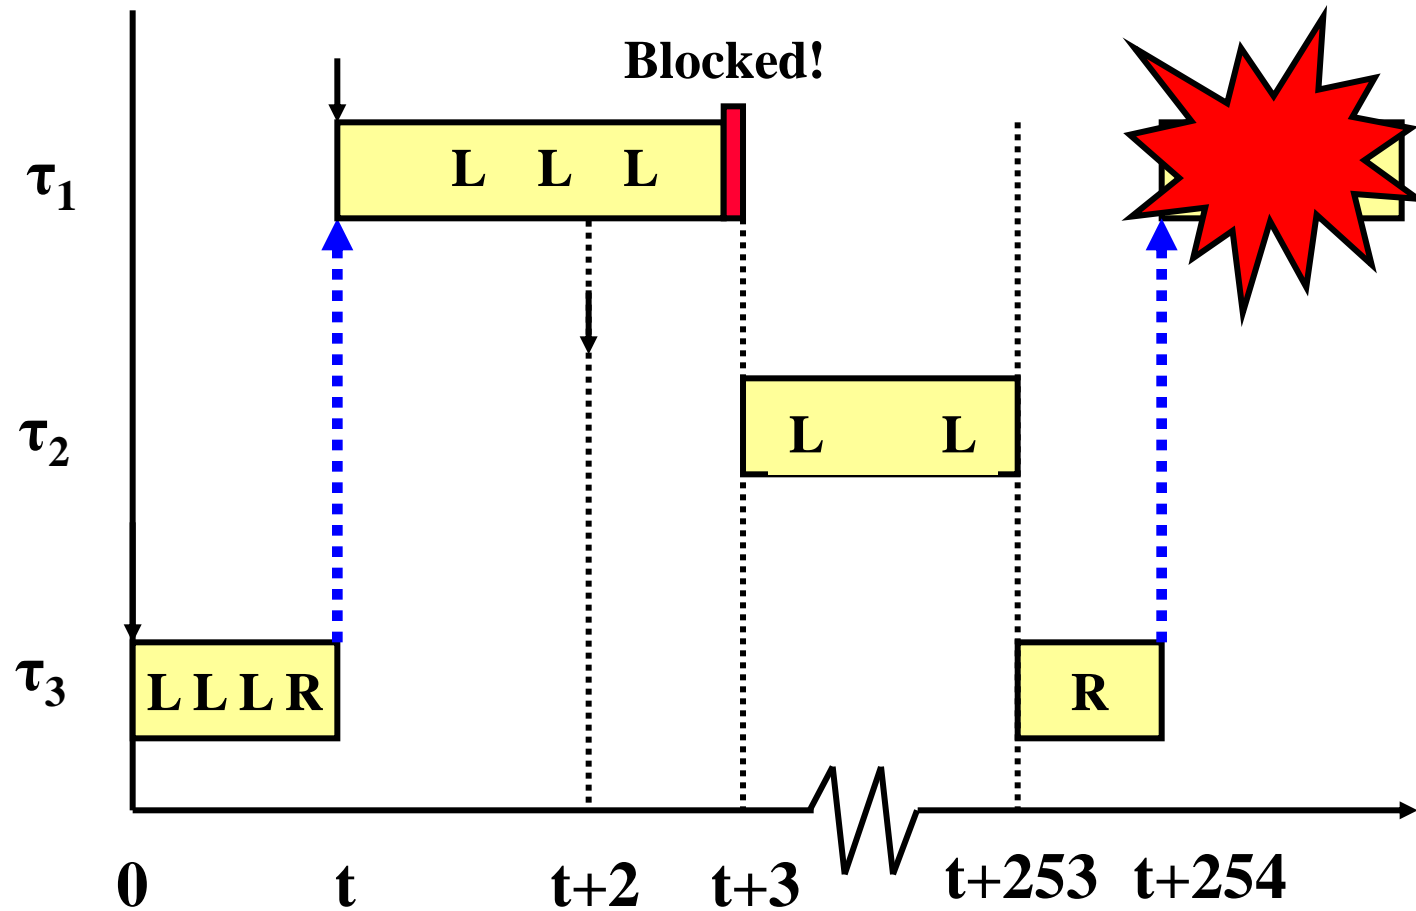 Blocked!
τ1 L L L
τ2 L L
τ3 L L L R R
0 t t+2 t+3 t+253 t+254